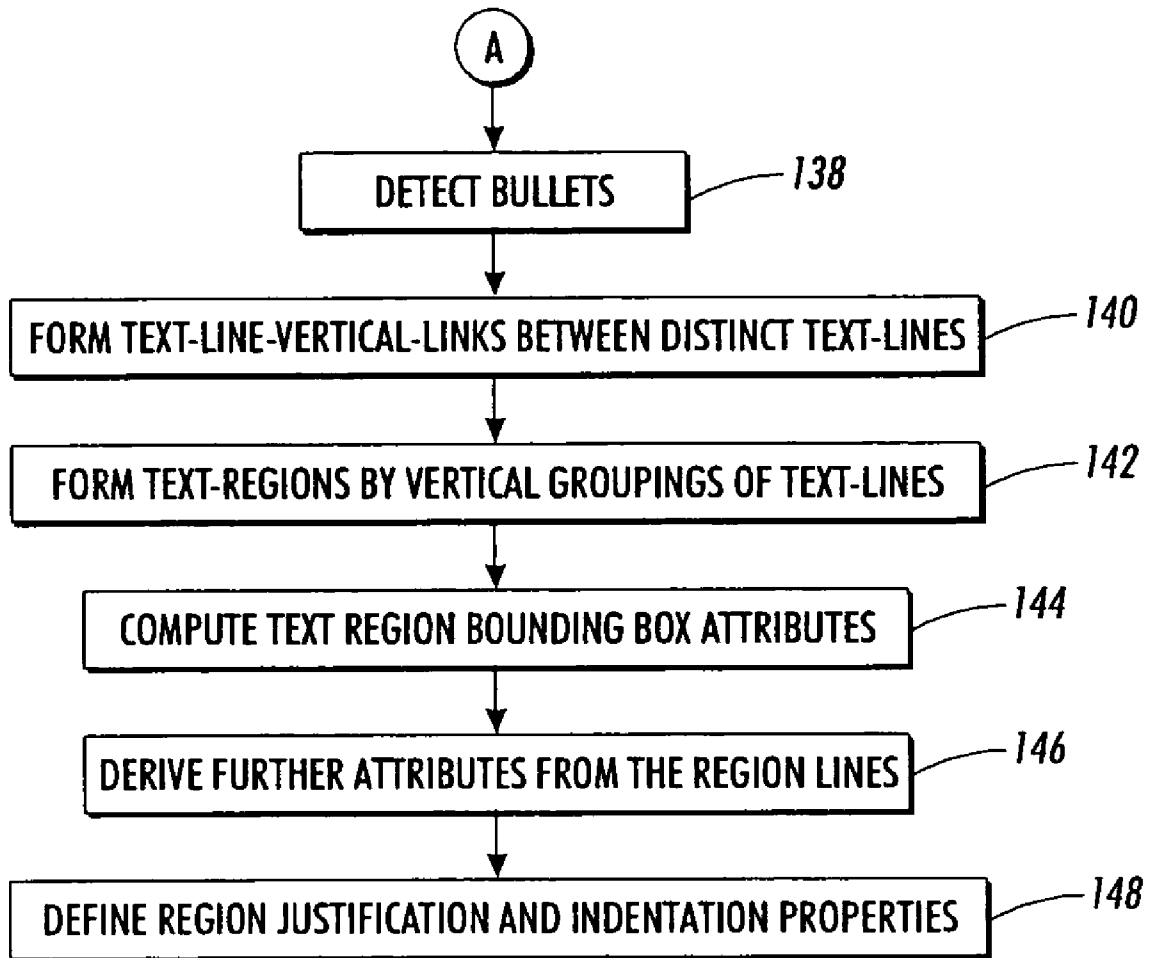 A
DETECT BULLETS
138
FORM TEXT-LINE-VERTICAL-LINKS BETWEEN DISTINCT TEXT-LINES
140
FORM TEXT-REGIONS BY VERTICAL GROUPINGS OF TEXT-LINES
142
COMPUTE TEXT REGION BOUNDING BOX ATTRIBUTES
144
DERIVE FURTHER ATTRIBUTES FROM THE REGION LINES
146
DEFINE REGION JUSTIFICATION AND INDENTATION PROPERTIES
148